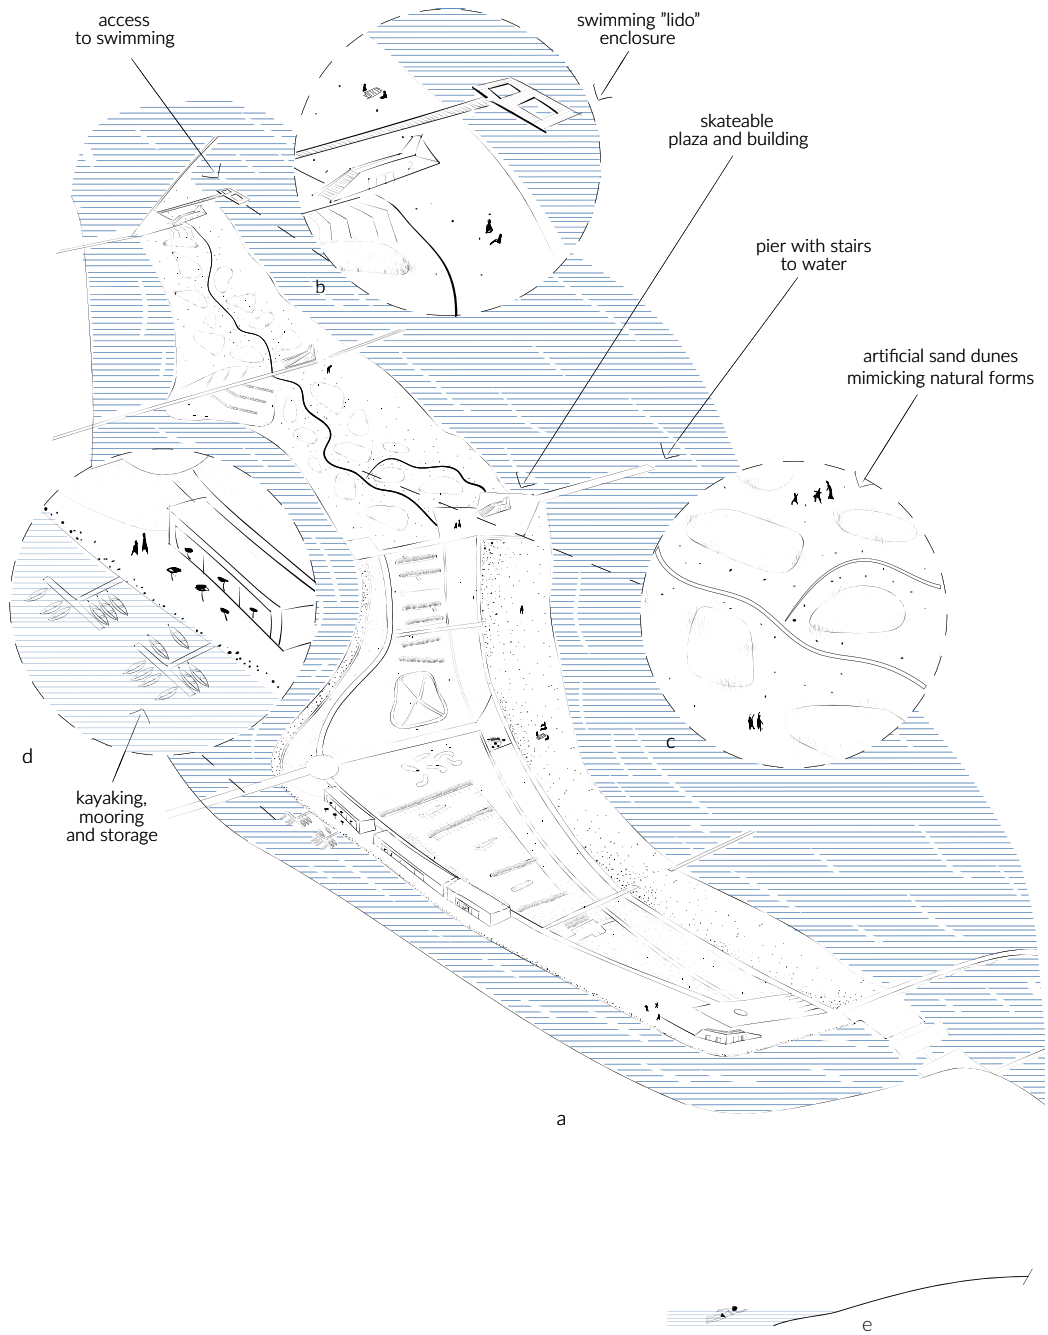 access
to swimming
swimming ”lido”
enclosure
skateable
plaza and building
pier with stairs
to water
artificial sand dunes
mimicking natural forms
b
c
d
kayaking,
mooring
and storage
a
e